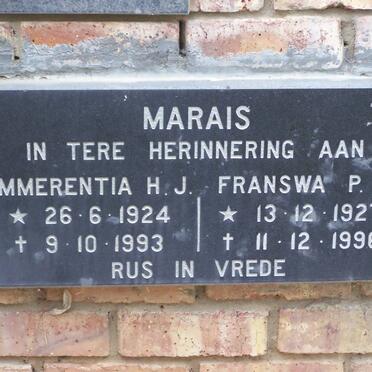 MARAIS
IN TERE HERINNERING AAN
MMERENTIA H.J. FRANSWA P.
★ 26·6·1924 ★ 13·12·192
✝ 9·10·1993 ✝ 11·12·199
RUS IN VREDE